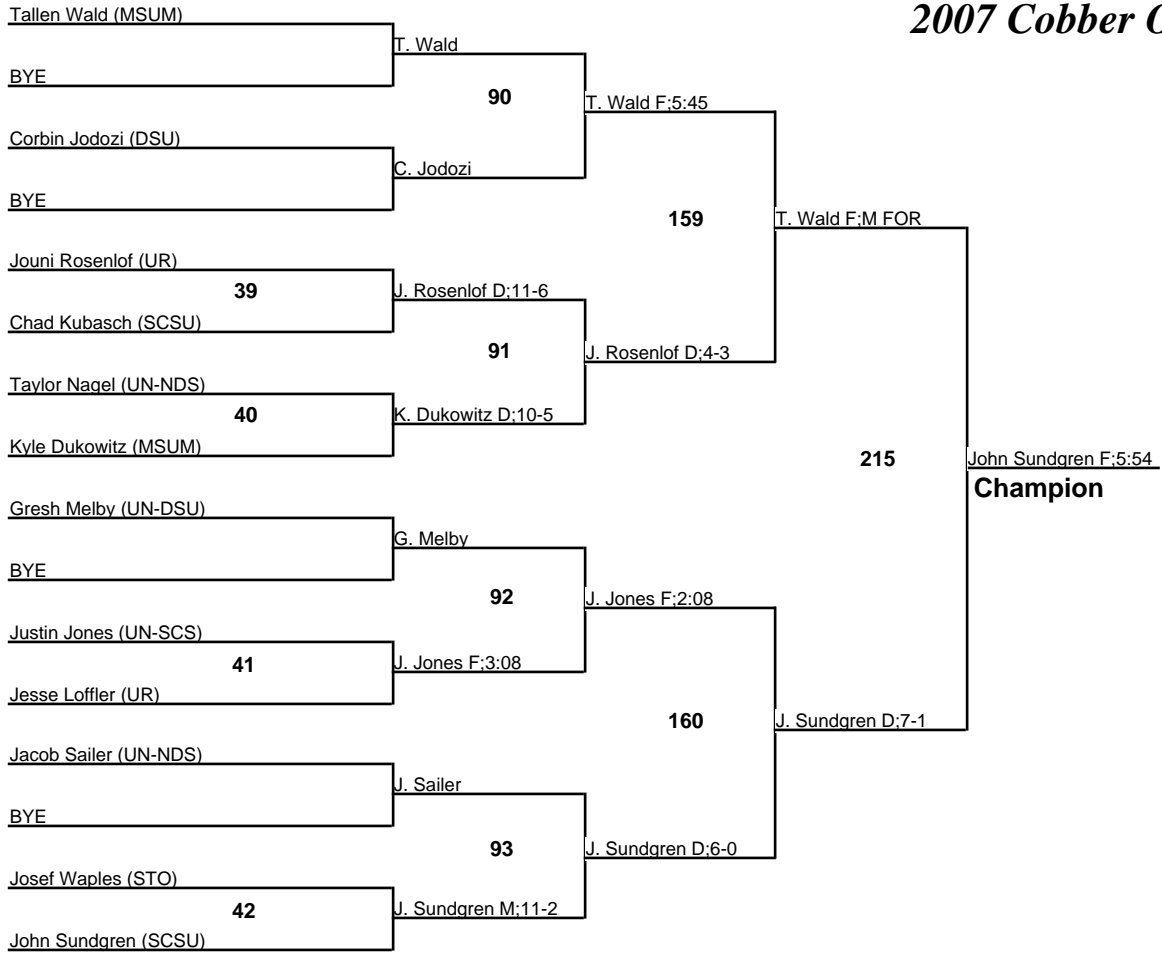 2007 Cobber
Tallen Wald (MSUM)
T. Wald
BYE
90
T. Wald F;5:45
Corbin Jodozi (DSU)
C. Jodozi
BYE
159
T. Wald F;M FOR
Jouni Rosenlof (UR)
39
J. Rosenlof D;11-6
Chad Kubasch (SCSU)
91
J. Rosenlof D;4-3
Taylor Nagel (UN-NDS)
40
K. Dukowitz D;10-5
Kyle Dukowitz (MSUM)
215
John Sundgren F;5:54
Champion
Gresh Melby (UN-DSU)
G. Melby
BYE
92
J. Jones F;2:08
Justin Jones (UN-SCS)
41
J. Jones F;3:08
Jesse Loffler (UR)
160
J. Sundgren D;7-1
Jacob Sailer (UN-NDS)
J. Sailer
BYE
93
J. Sundgren D;6-0
Josef Waples (STO)
42
J. Sundgren M;11-2
John Sundgren (SCSU)